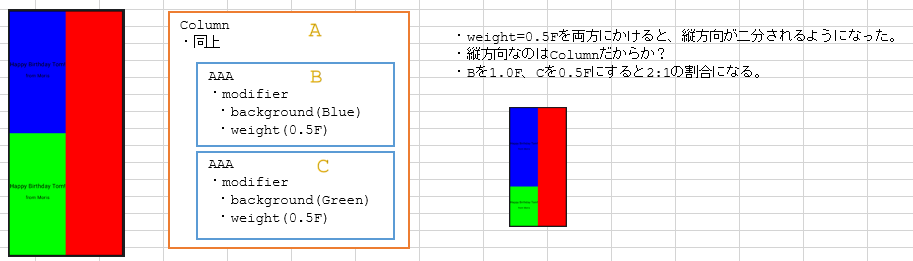 Happy Birthday Tom!
from Mario
Happy Birthday Tom!
from Mario
Column
・同上
A
AAA
B
・modifier
・background(Blue)
・weight(0.5F)
AAA
C
・modifier
・background(Green)
・weight(0.5F)
・weight=0.5Fを両方にかけると、縦方向が二分されるようになった。
・縦方向なのはColumnだからか？
・Bを1.0F、Cを0.5Fにすると2:1の割合になる。